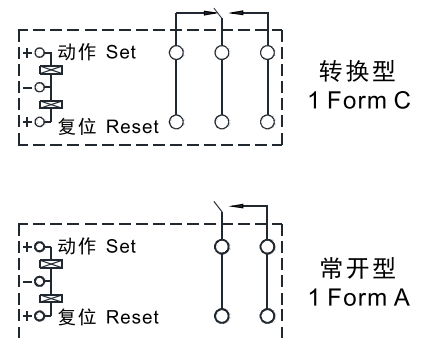 + 动作 Set
−
+ 复位 Reset
转换型
1 Form C
+ 动作 Set
−
+ 复位 Reset
常开型
1 Form A